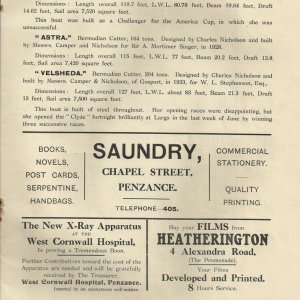 Dimensions : Length overall 119.7 feet, L.W.L. 80.78 feet, Beam 19.64 feet, Draft
14.62 feet, Sail area 7,520 square feet.
This boat was built as a Challenger for the America Cup, in which she was
unsuccessful.
"ASTRA." Bermudian Cutter, 164 tons. Designed by Charles Nicholson and built
by Messrs. Camper and Nicholson for Sir A. Mortimer Singer, in 1928.
Dimensions : Length overall 115 feet, L.W.L. 77 feet, Beam 20.2 feet, Draft 13.8
feet, Sail area 7,420 square feet.
"VELSHEDA." Bermudian Cutter, 204 tons. Designed by Charles Nicholson and
built by Messrs. Camper & Nicholson, of Gosport, in 1933, for W. L. Stephenson, Esq.
Dimensions : Length overall 127 feet, L.W.L. about 83 feet, Beam 21.3 feet, Draught
15 feet, Sail area 7,500 square feet.
This boat is built of steel throughout. Her opening races were disappointing, but
she opened the "Clyde" fortnight brilliantly at Largs in the last week of June by winning
three successive races.
BOOKS,
NOVELS,
POST CARDS,
SERPENTINE,
HANDBAGS.
SAUNDRY,
CHAPEL STREET,
PENZANCE.
TELEPHONE 405.
COMMERCIAL
STATIONERY.
QUALITY
PRINTING.
The New X-Ray Apparatus
AT THE
West Cornwall Hospital,
Is proving a Tremendous Boon.
Further Contributions toward the cost of the
Apparatus are needed and will be gratefully
received by The Treasurer,
West Cornwall Hospital, Penzance.
Inserted by an anonymous well-wisher.
Buy your FILMS from
HEATHERINGTON
4 Alexandra Road,
(The Promenade).
Your Films
Developed and Printed.
8 Hours Service.